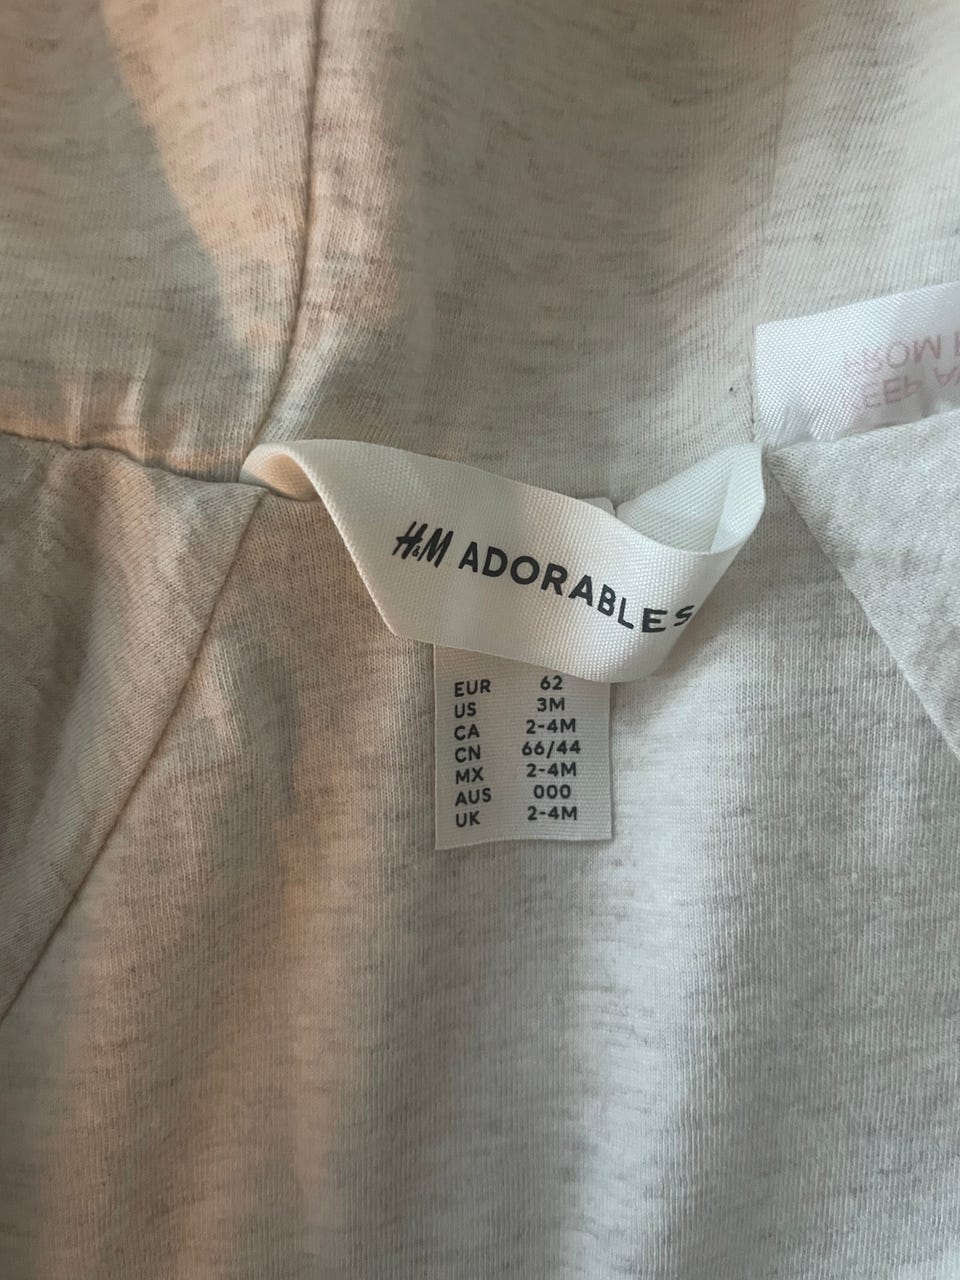 H&M ADORABLES
EUR 62
US 3M
CA 2-4M
CN 66/44
MX 2-4M
AUS 000
UK 2-4M
FROM